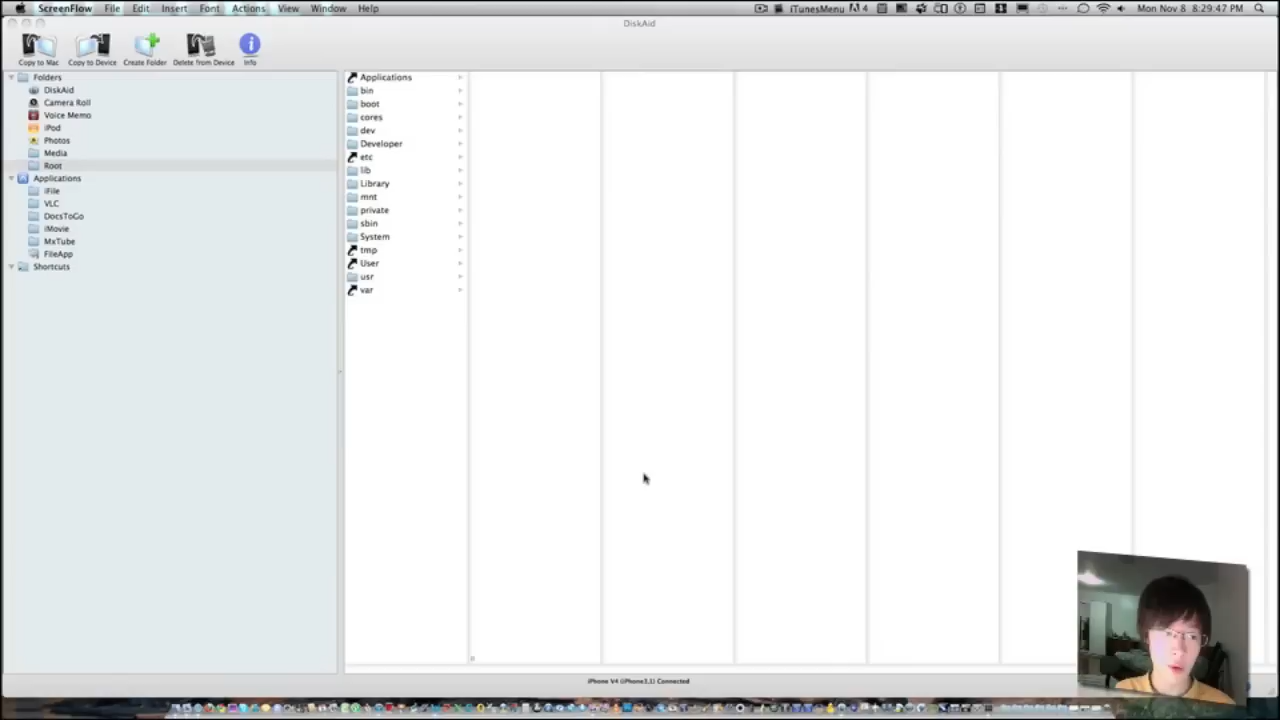 ScreenFlow File Edit Insert Font Actions View Window Help iTunesMenu 4 Mon Nov 8 8:29:47 PM
DiskAid
Copy to Mac Copy to Device Create Folder Delete from Device Info
Folders
DiskAid
Camera Roll
Voice Memo
iPod
Photos
Media
Root
Applications
iFile
VLC
DocsToGo
iMovie
MxTube
FileApp
Shortcuts
Applications
bin
boot
cores
dev
Developer
etc
lib
Library
mnt
private
sbin
System
tmp
User
usr
var
iPhone V4 (iPhone3,1) Connected